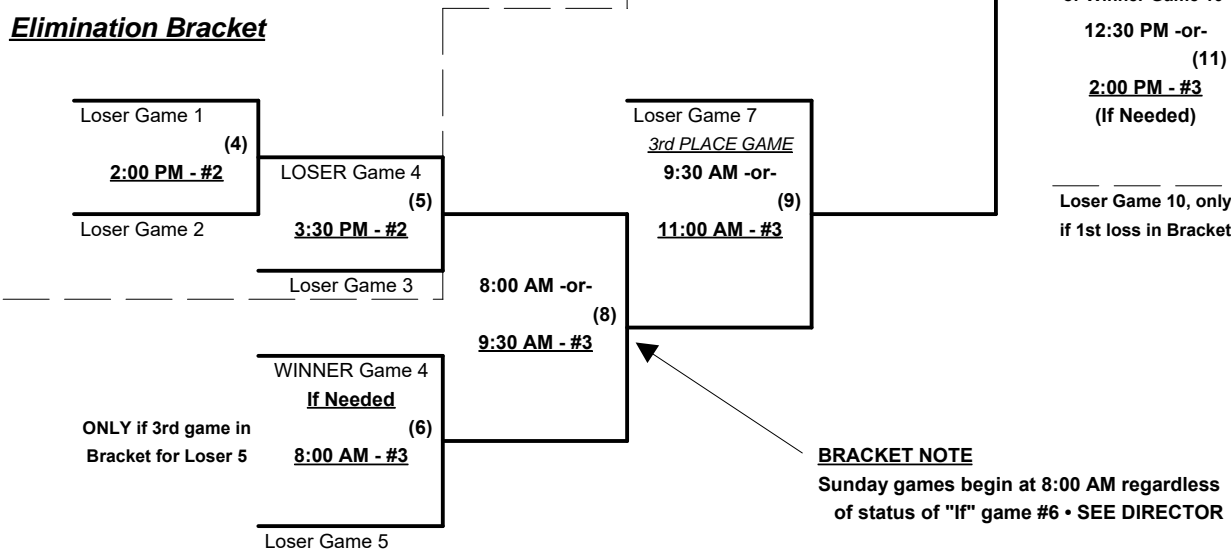 Elimination Bracket
12:30 PM -or-
(11)
2:00 PM - #3
(If Needed)
Loser Game 1
(4)
2:00 PM - #2
Loser Game 2
LOSER Game 4
(5)
3:30 PM - #2
Loser Game 3
Loser Game 7
3rd PLACE GAME
9:30 AM -or-
(9)
11:00 AM - #3
Loser Game 10, only
if 1st loss in Bracket
8:00 AM -or-
(8)
9:30 AM - #3
WINNER Game 4
If Needed
(6)
8:00 AM - #3
ONLY if 3rd game in
Bracket for Loser 5
Loser Game 5
BRACKET NOTE
Sunday games begin at 8:00 AM regardless
of status of "If" game #6 • SEE DIRECTOR